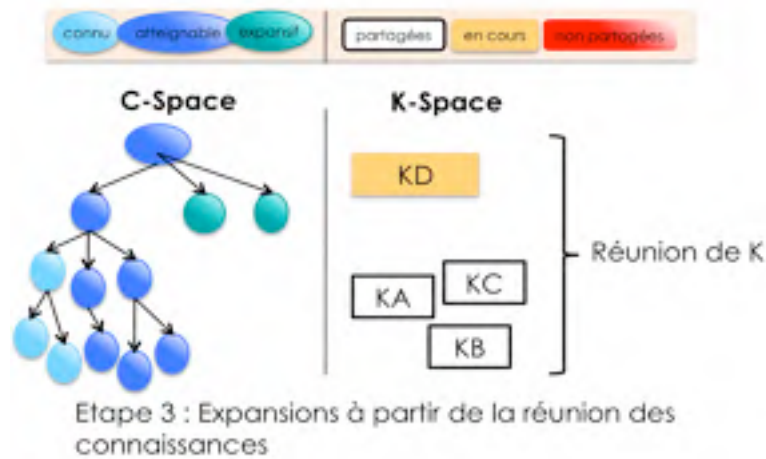 connu atteignable expansif partagées en cours non partagées
C-Space K-Space
KD
Réunion de K
KA KC
KB
Etape 3 : Expansions à partir de la réunion des
connaissances